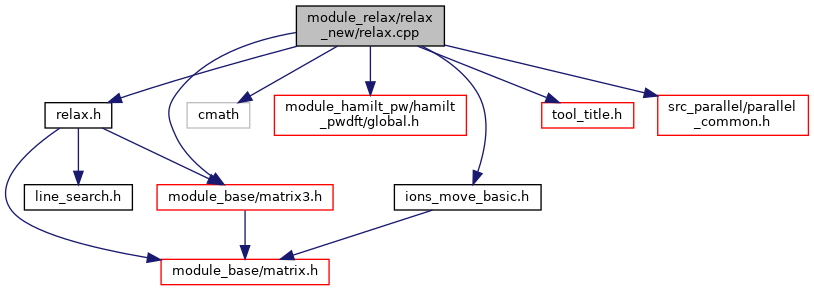 module_relax/relax
_new/relax.cpp
relax.h
cmath
module_hamilt_pw/hamilt
_pwdft/global.h
tool_title.h
src_parallel/parallel
_common.h
line_search.h
module_base/matrix3.h
ions_move_basic.h
module_base/matrix.h